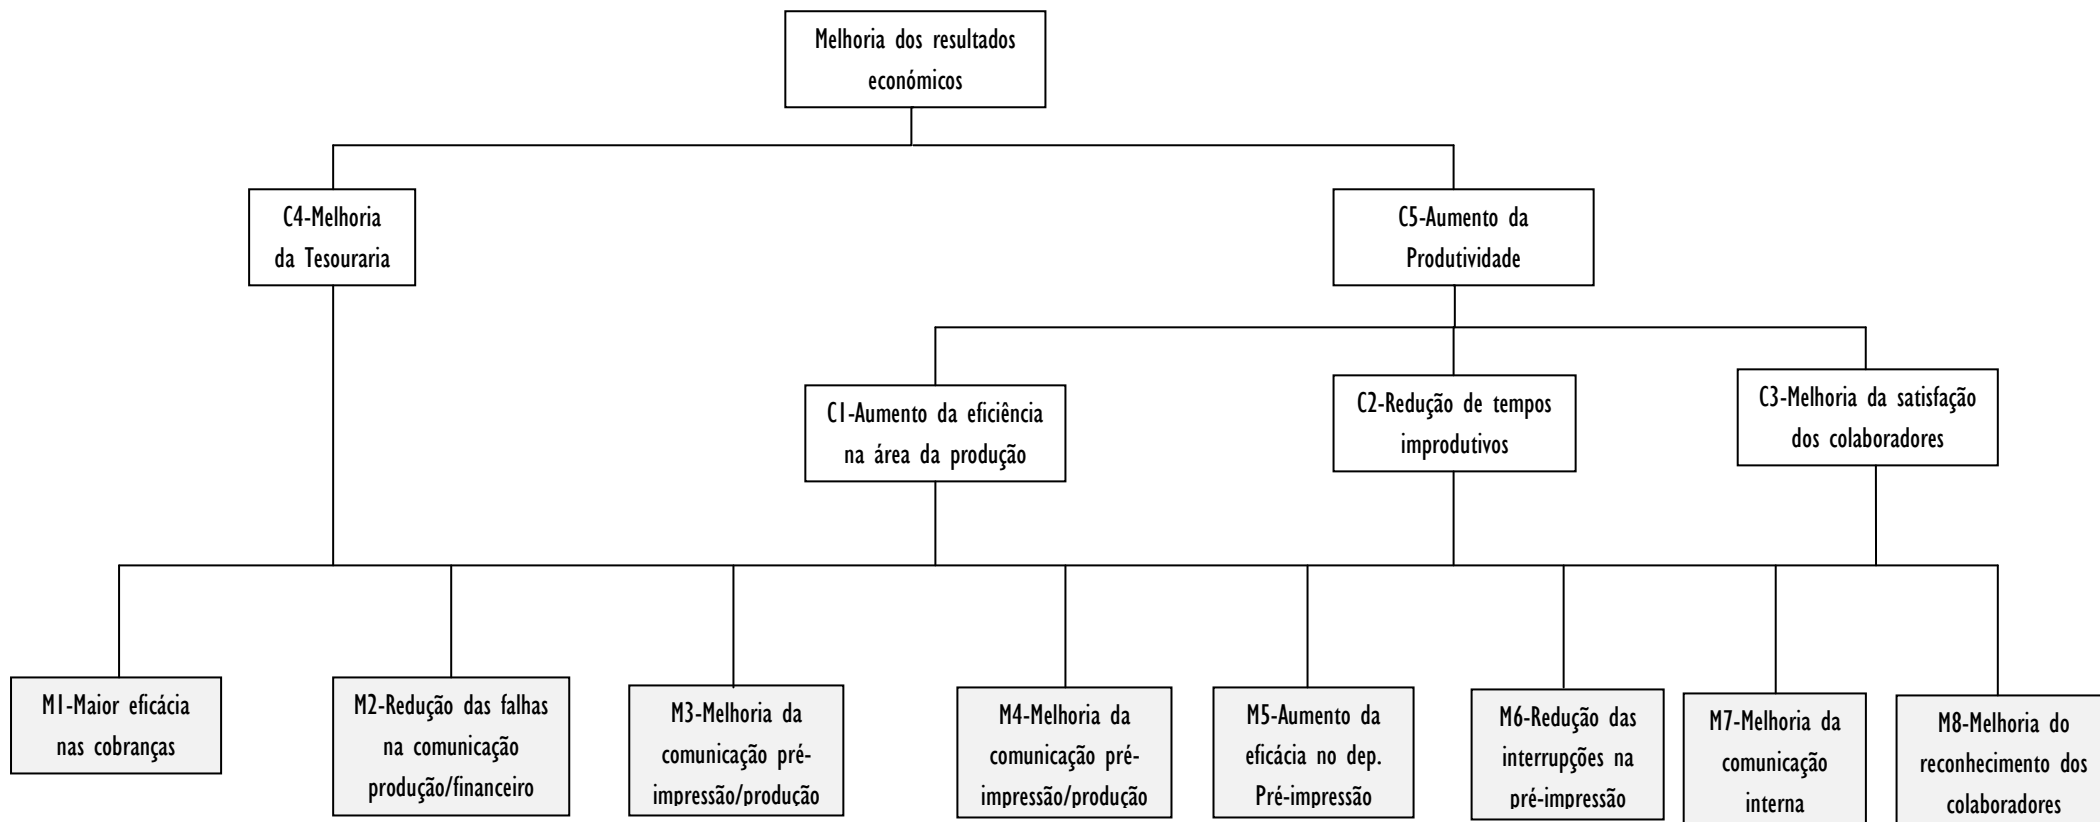 Melhoria dos resultados
económicos
C4-Melhoria
da Tesouraria
C5-Aumento da
Produtividade
C1-Aumento da eficiência
na área da produção
C2-Redução de tempos
improdutivos
C3-Melhoria da satisfação
dos colaboradores
M1-Maior eficácia
nas cobranças
M2-Redução das falhas
na comunicação
produção/financeiro
M3-Melhoria da
comunicação pré-
impressão/produção
M4-Melhoria da
comunicação pré-
impressão/produção
M5-Aumento da
eficácia no dep.
Pré-impressão
M6-Redução das
interrupções na
pré-impressão
M7-Melhoria da
comunicação
interna
M8-Melhoria do
reconhecimento dos
colaboradores